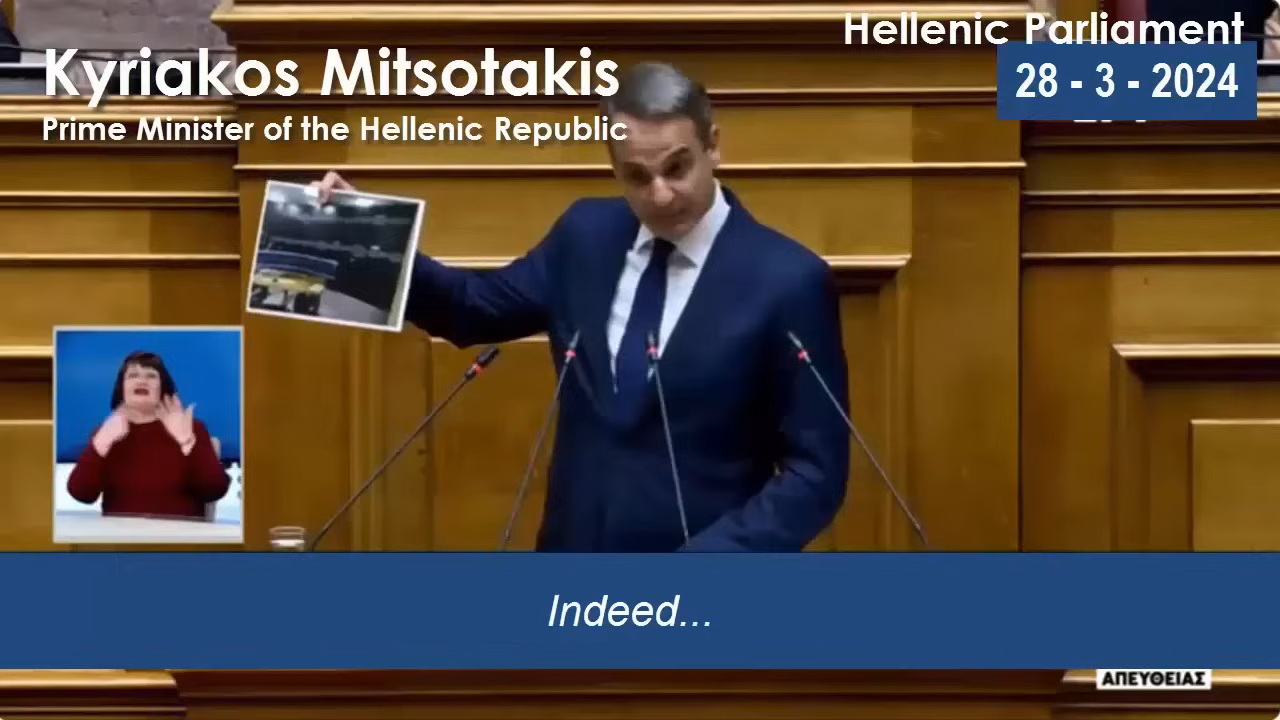 Hellenic Parliament
Kyriakos Mitsotakis
28 - 3 - 2024
Prime Minister of the Hellenic Republic
Indeed...
ΑΠΕΥΘΕΙΑΣ